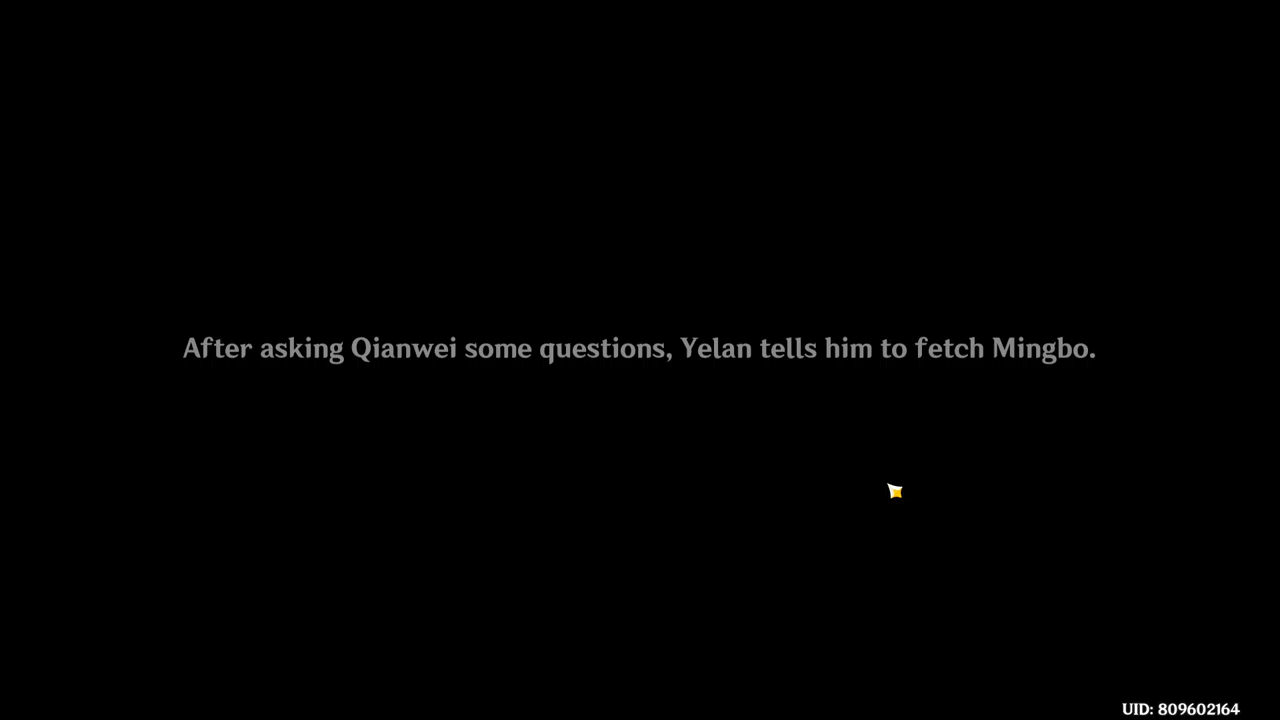 After asking Qianwei some questions, Yelan tells him to fetch Mingbo.
UID: 809602164